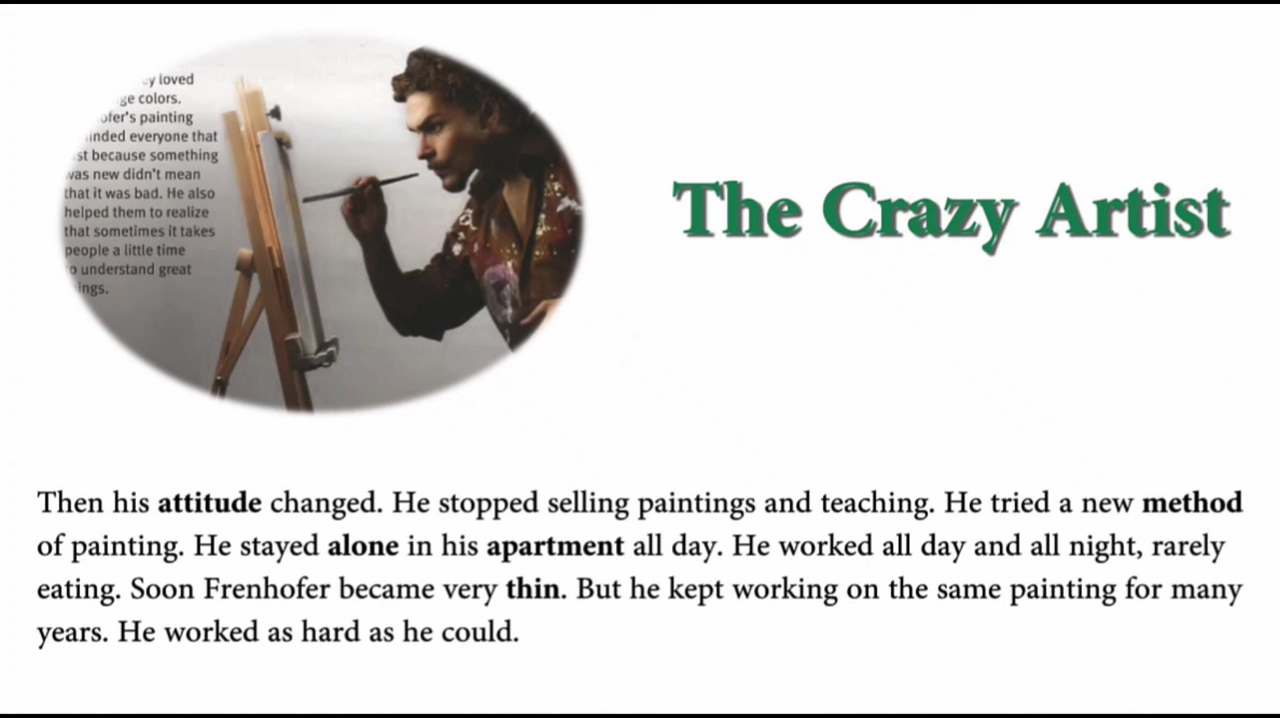 loved
colors.
painting
everyone that
because something
was new didn't mean
that it was bad. He also
helped them to realize
that sometimes it takes
people a little time
understand great
The Crazy Artist
Then his attitude changed. He stopped selling paintings and teaching. He tried a new method
of painting. He stayed alone in his apartment all day. He worked all day and all night, rarely
eating. Soon Frenhofer became very thin. But he kept working on the same painting for many
years. He worked as hard as he could.